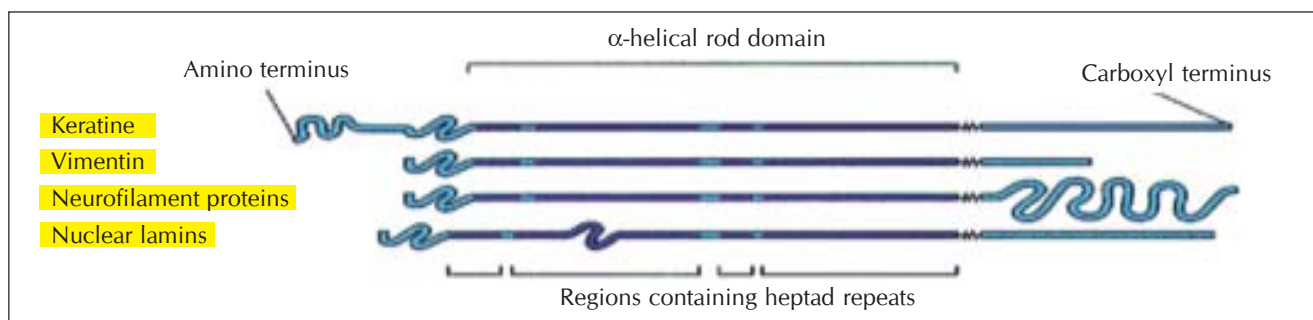 α-helical rod domain
Amino terminus
Carboxyl terminus
Keratine
Vimentin
Neurofilament proteins
Nuclear lamins
Regions containing heptad repeats